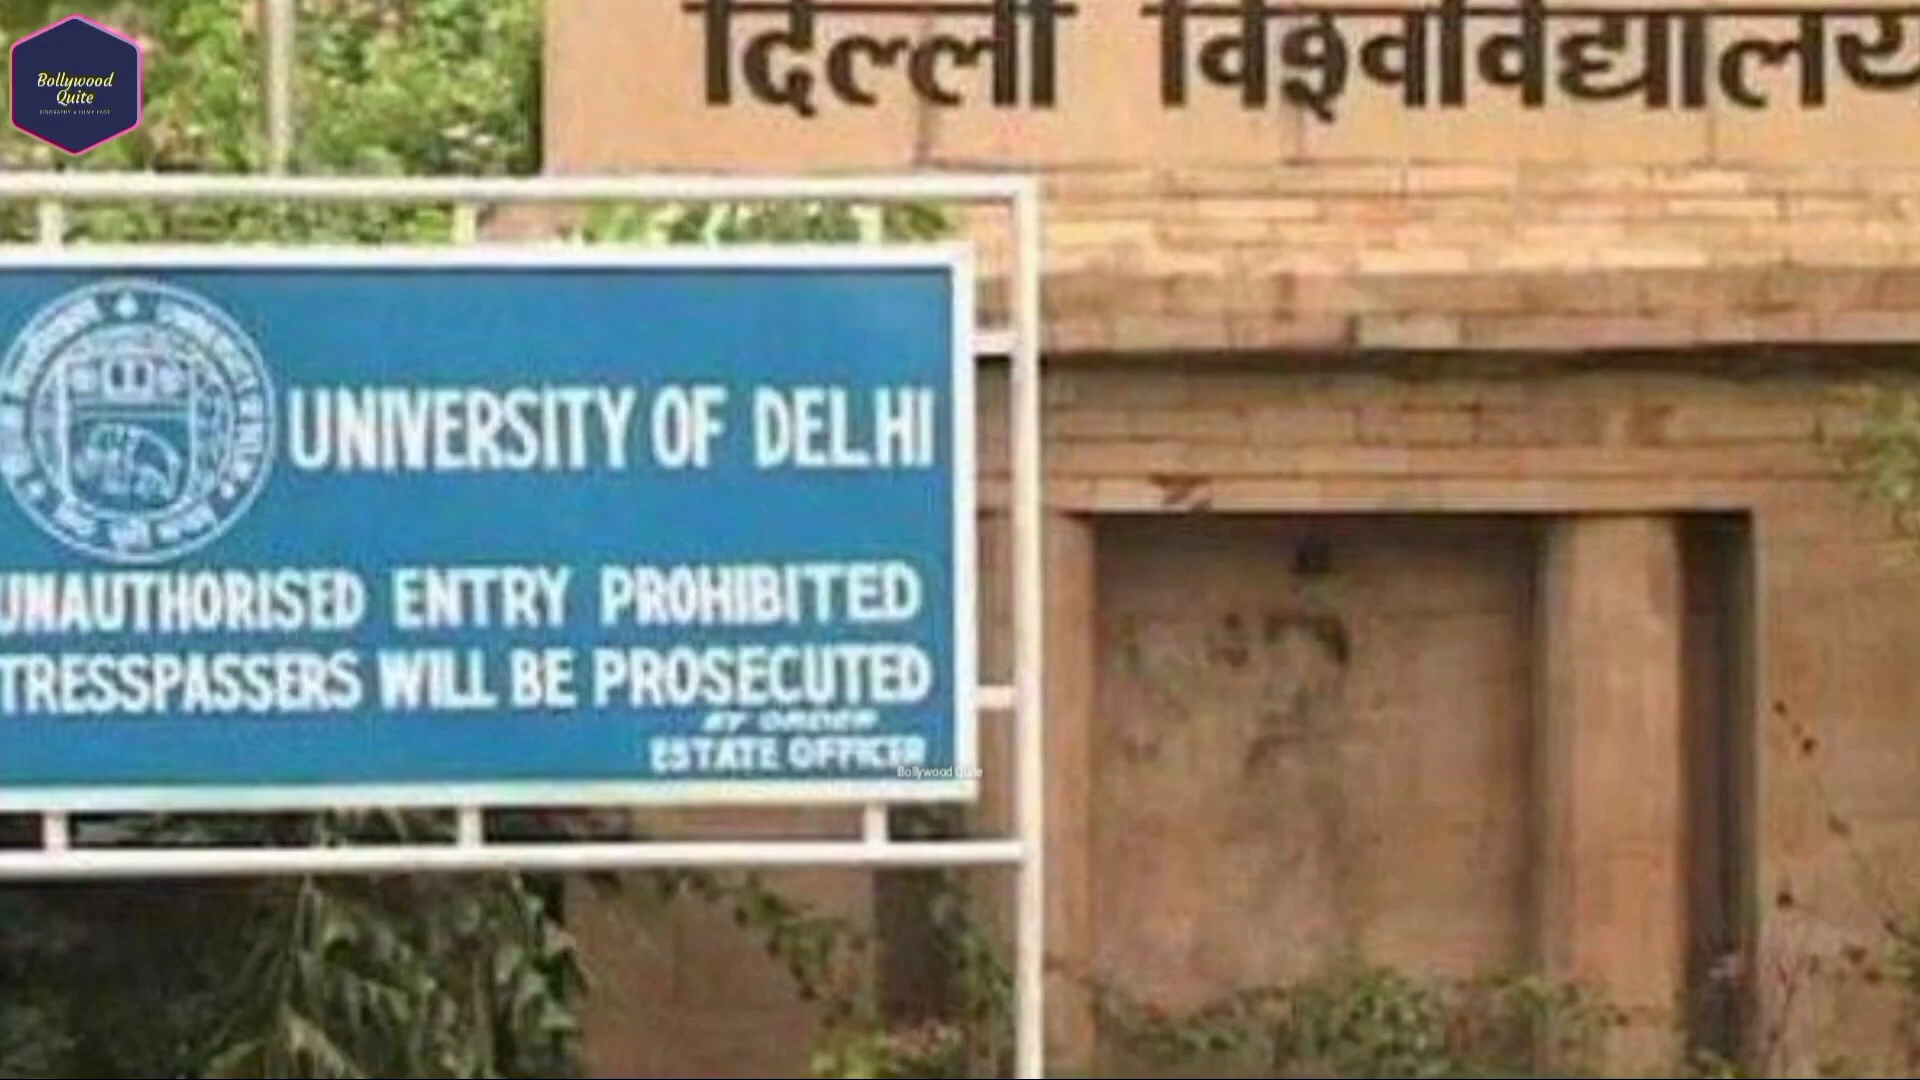 Bollywood
Quite
दिल्ली विश्वविद्यालय
UNIVERSITY OF DELHI
UNAUTHORISED ENTRY PROHIBITED
TRESSPASSERS WILL BE PROSECUTED
BY ORDER
ESTATE OFFICER
Bollywood Quite